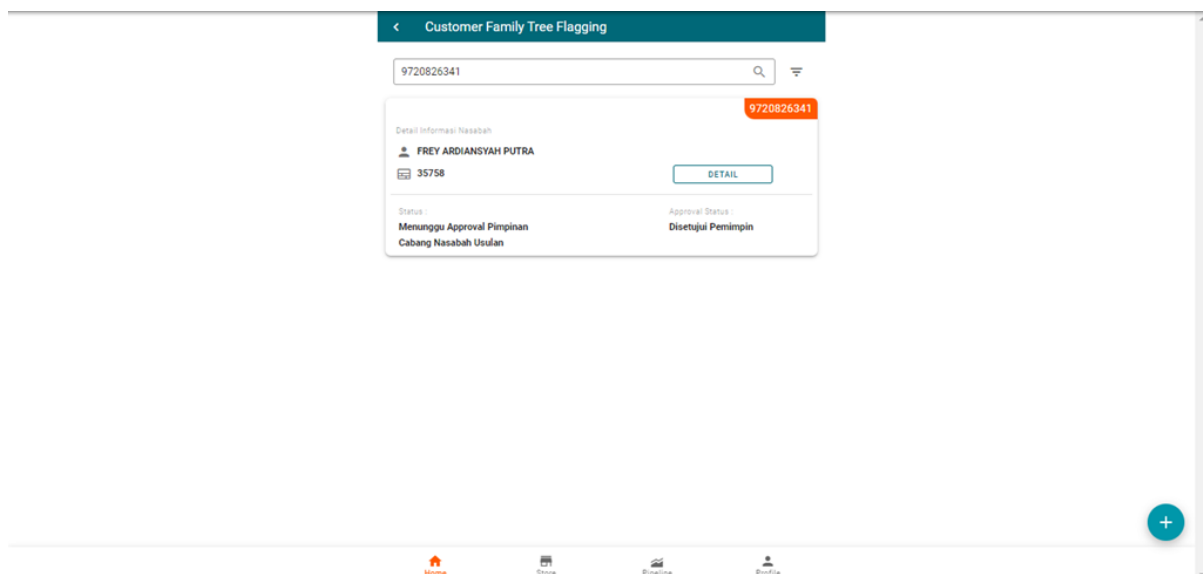 Customer Family Tree Flagging
9720826341
9720826341
Detail Informasi Nasabah
FREY ARDIANSYAH PUTRA
35758
DETAIL
Status :
Approval Status :
Menunggu Approval Pimpinan
Disetujui Pemimpin
Cabang Nasabah Usulan
Home
Store
Pipeline
Profile